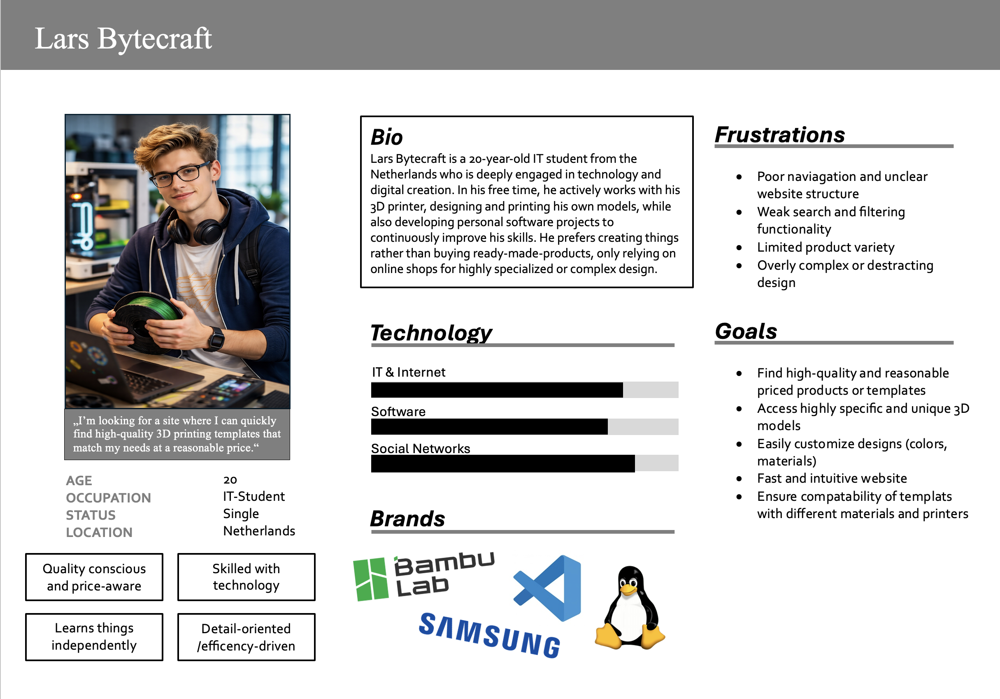 Lars Bytecraft
„I’m looking for a site where I can quickly
find high-quality 3D printing templates that
match my needs at a reasonable price.“
AGE 20
OCCUPATION IT-Student
STATUS Single
LOCATION Netherlands
Quality conscious
and price-aware
Skilled with
technology
Learns things
independently
Detail-oriented
/efficency-driven
Bio
Lars Bytecraft is a 20-year-old IT student from the
Netherlands who is deeply engaged in technology and
digital creation. In his free time, he actively works with his
3D printer, designing and printing his own models, while
also developing personal software projects to
continuously improve his skills. He prefers creating things
rather than buying ready-made-products, only relying on
online shops for highly specialized or complex design.
Technology
IT & Internet
Software
Social Networks
Brands
Bambu
Lab
SAMSUNG
Frustrations
• Poor naviagation and unclear
website structure
• Weak search and filtering
functionality
• Limited product variety
• Overly complex or destracting
design
Goals
• Find high-quality and reasonable
priced products or templates
• Access highly specific and unique 3D
models
• Easily customize designs (colors,
materials)
• Fast and intuitive website
• Ensure compatability of templats
with different materials and printers